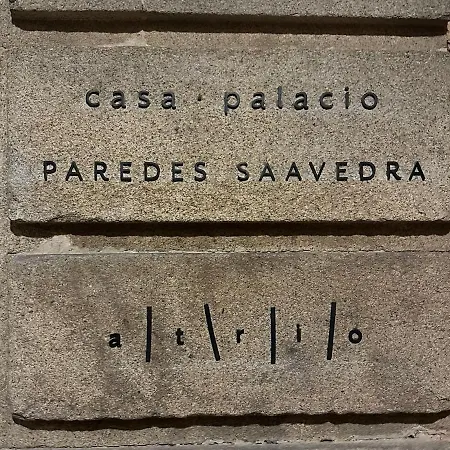 casa · palacio
PAREDES SAAVEDRA
a|t\r|i/o